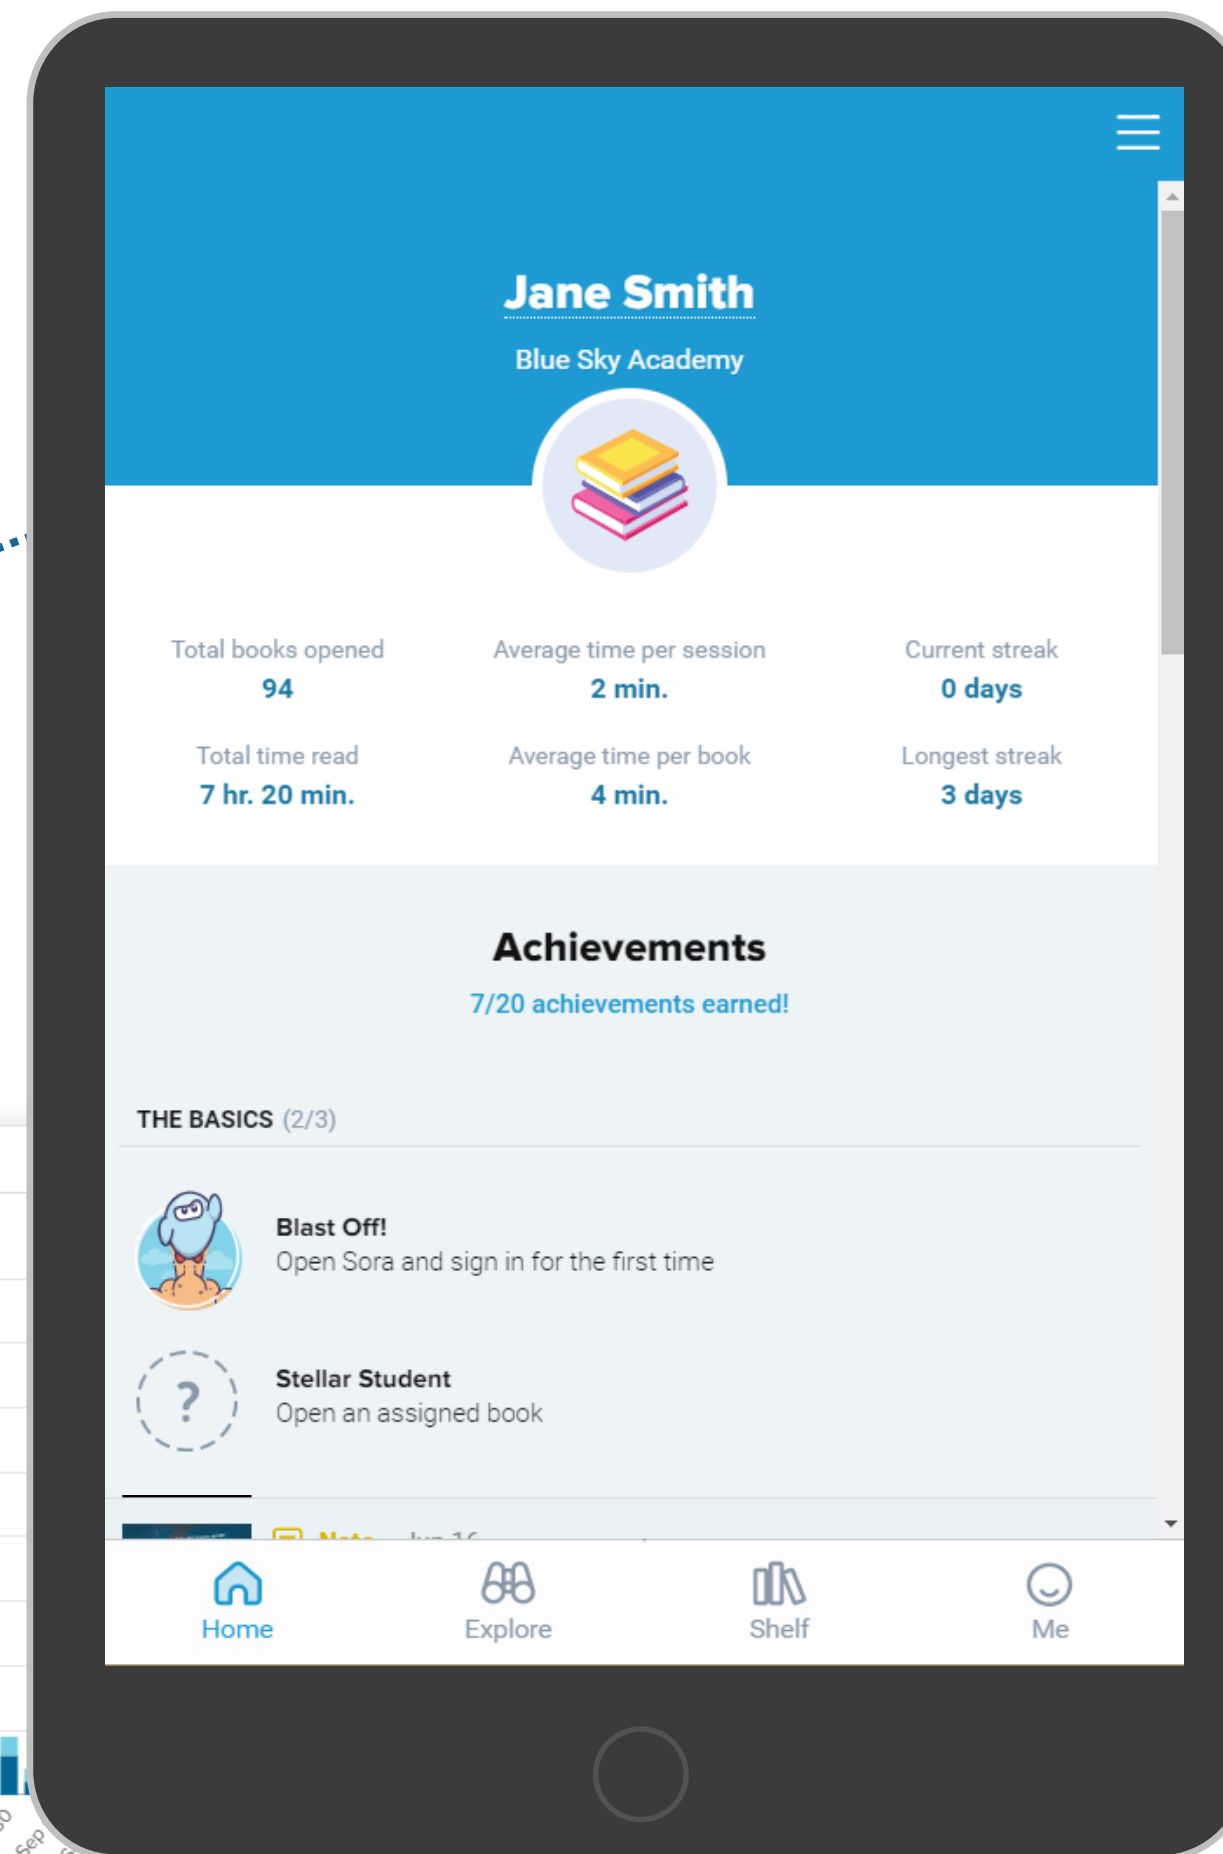 Jane Smith
Blue Sky Academy
Total books opened
94
Average time per session
2 min.
Current streak
0 days
Total time read
7 hr. 20 min.
Average time per book
4 min.
Longest streak
3 days
Achievements
7/20 achievements earned!
THE BASICS (2/3)
Blast Off!
Open Sora and sign in for the first time
?
Stellar Student
Open an assigned book
Home
Explore
Shelf
Me
Sep